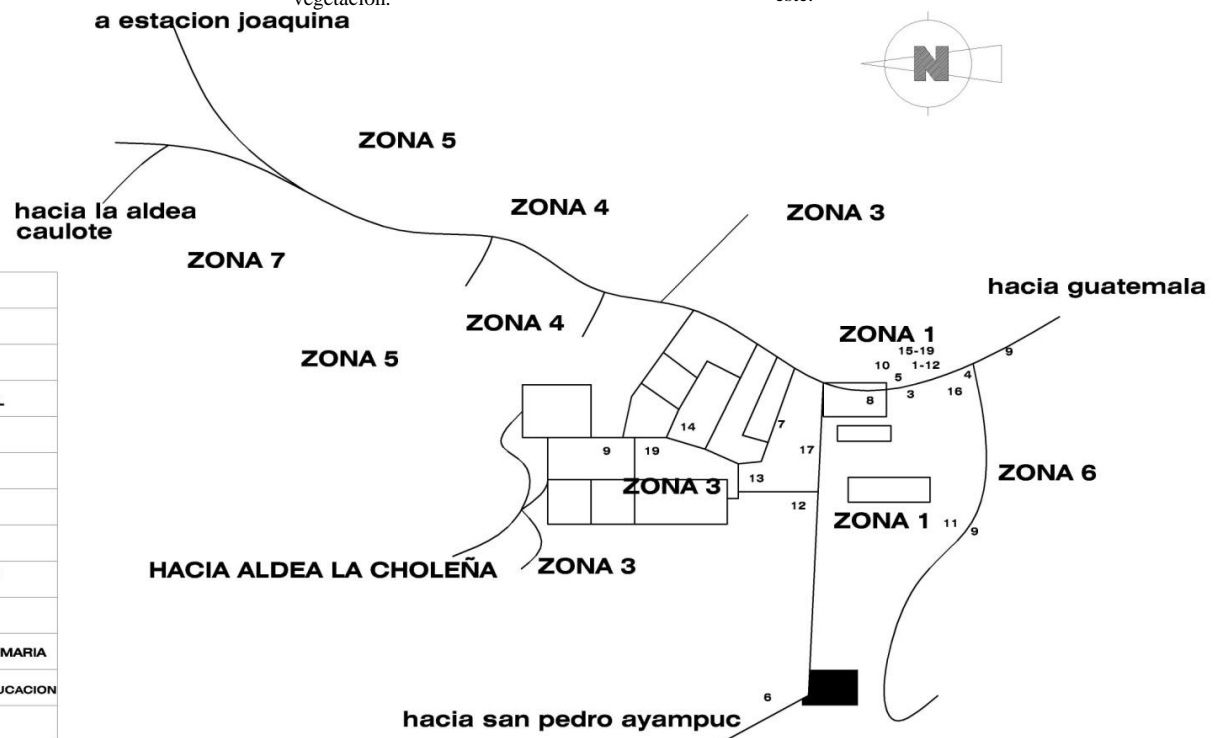 vegetación.
este.
a estacion joaquina
N
ZONA 5
hacia la aldea
caulote
ZONA 4
ZONA 3
ZONA 7
hacia guatemala
ZONA 4
ZONA 1
ZONA 5
15-19
9
10
1-12
5
4
3
16
8
14
7
17
9
19
13
ZONA 3
12
ZONA 6
ZONA 1
11
9
HACIA ALDEA LA CHOLEÑA
ZONA 3
MARIA
UCACION
6
hacia san pedro ayampuc